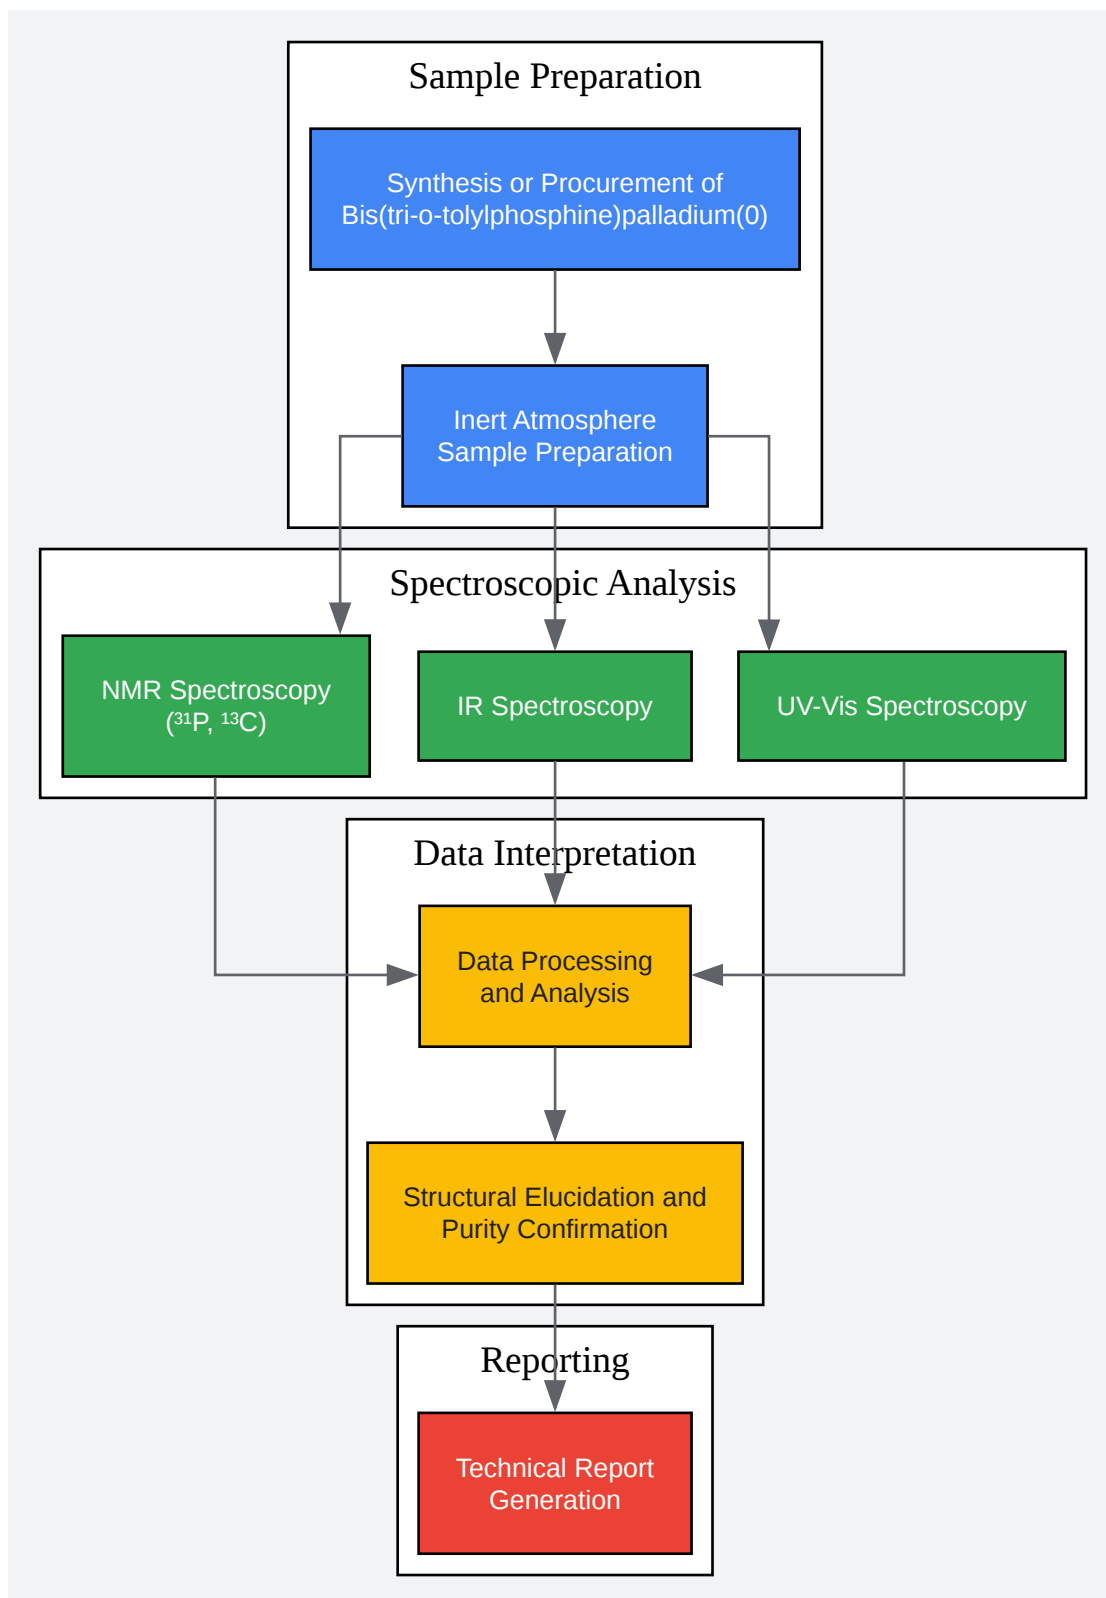 Sample Preparation
Synthesis or Procurement of
Bis(tri-o-tolylphosphine)palladium(0)
Inert Atmosphere
Sample Preparation
Spectroscopic Analysis
NMR Spectroscopy
(³¹P, ¹³C)
IR Spectroscopy
UV-Vis Spectroscopy
Data Interpretation
Data Processing
and Analysis
Structural Elucidation and
Purity Confirmation
Reporting
Technical Report
Generation